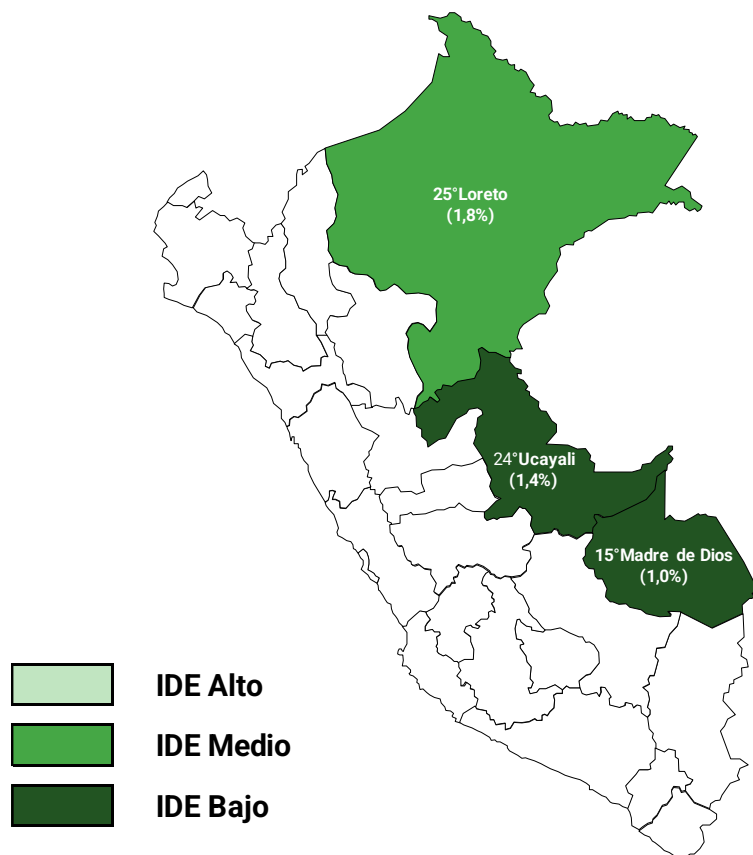 25°Loreto
(1,8%)
24°Ucayali
(1,4%)
15°Madre de Dios
(1,0%)
IDE Alto
IDE Medio
IDE Bajo